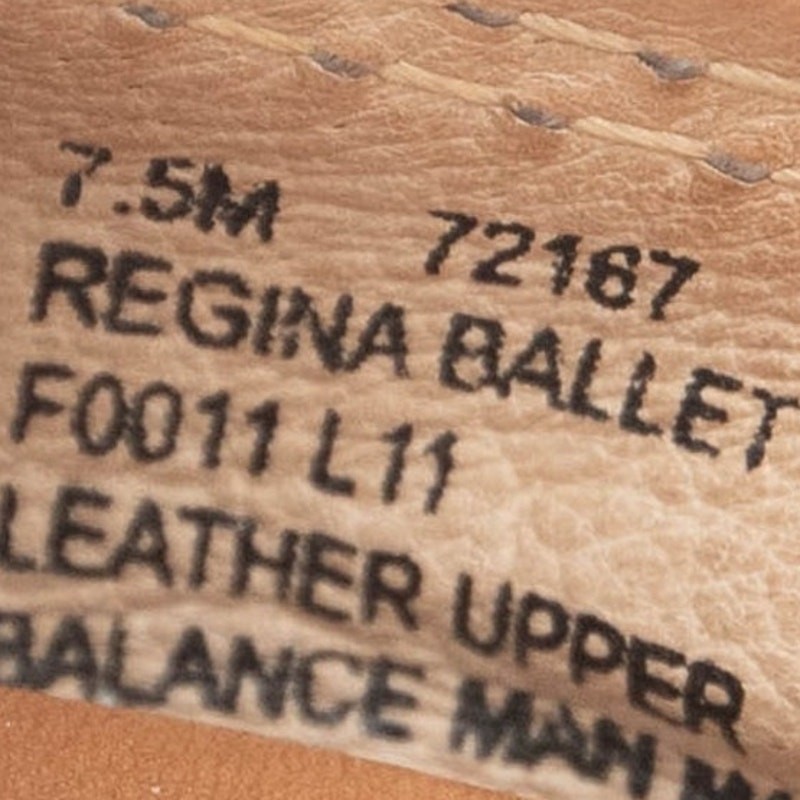 7.5M 72167
REGINA BALLET
F0011 L11
LEATHER UPPER
BALANCE MAN